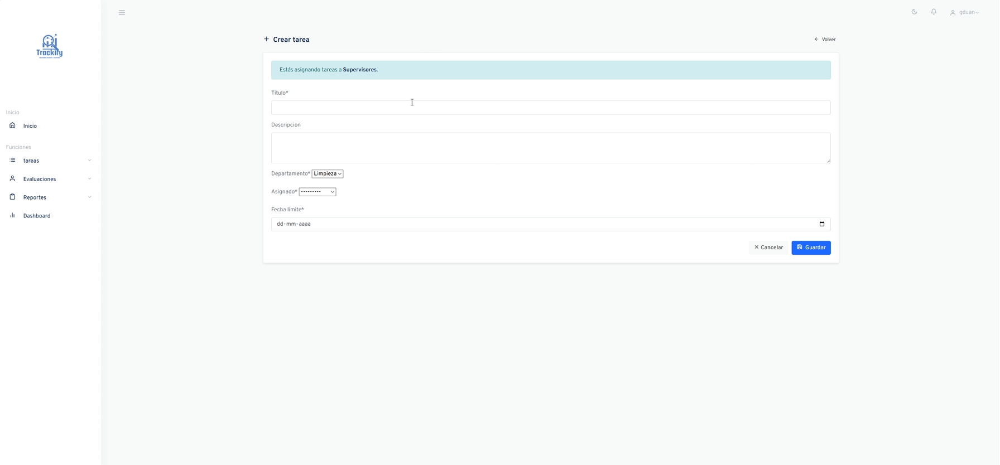 Trackify
Inicio
Inicio
Funciones
tareas
Evaluaciones
Reportes
Dashboard
gduan
+ Crear tarea
← Volver
Estás asignando tareas a Supervisores.
Titulo*
Descripcion
Departamento* Limpieza
Asignado* ---------
Fecha limite*
dd-mm-aaaa
× Cancelar
Guardar